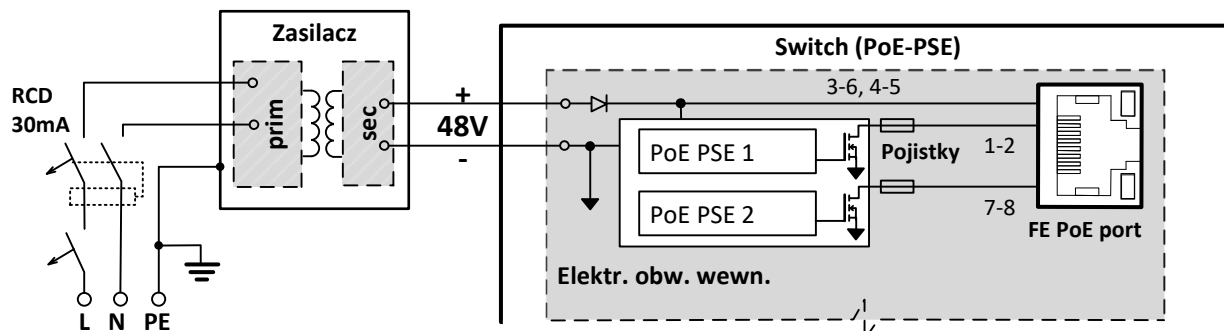 Zasilacz
Switch (PoE-PSE)
RCD
30mA
prim
sec
+
48V
-
3-6, 4-5
PoE PSE 1
Pojistky
1-2
PoE PSE 2
7-8
FE PoE port
Elektr. obw. wewn.
L N PE